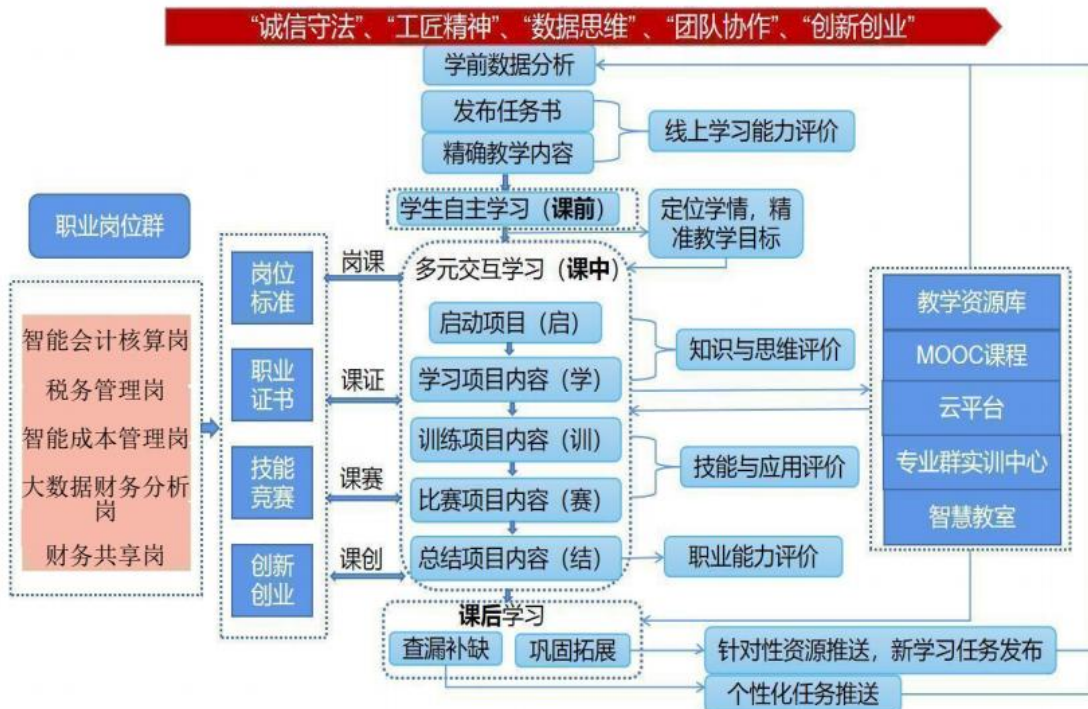 “诚信守法”、“工匠精神”、“数据思维”、“团队协作”、“创新创业”
学前数据分析
发布任务书
精确教学内容
线上学习能力评价
学生自主学习（课前）
定位学情，精
准教学目标
职业岗位群
智能会计核算岗
税务管理岗
智能成本管理岗
大数据财务分析
岗
财务共享岗
岗位
标准
职业
证书
技能
竞赛
创新
创业
岗课
课证
课赛
课创
多元交互学习（课中）
启动项目（启）
学习项目内容（学）
训练项目内容（训）
比赛项目内容（赛）
总结项目内容（结）
知识与思维评价
技能与应用评价
职业能力评价
教学资源库
MOOC课程
云平台
专业群实训中心
智慧教室
课后学习
查漏补缺
巩固拓展
针对性资源推送，新学习任务发布
个性化任务推送